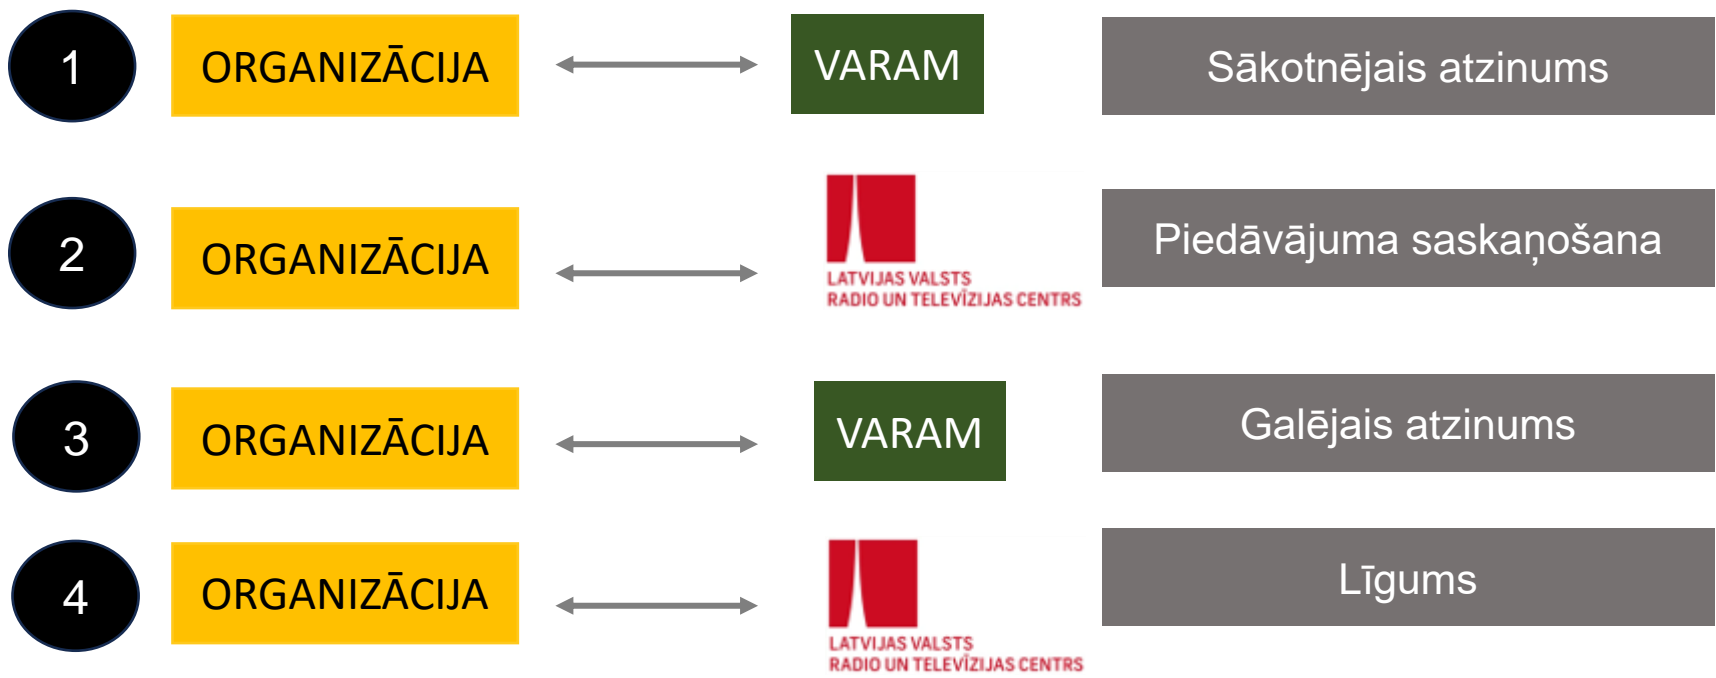 1
ORGANIZĀCIJA
VARAM
Sākotnējais atzinums
2
ORGANIZĀCIJA
LATVIJAS VALSTS
RADIO UN TELEVĪZIJAS CENTRS
Piedāvājuma saskaņošana
3
ORGANIZĀCIJA
VARAM
Galējais atzinums
4
ORGANIZĀCIJA
LATVIJAS VALSTS
RADIO UN TELEVĪZIJAS CENTRS
Līgums